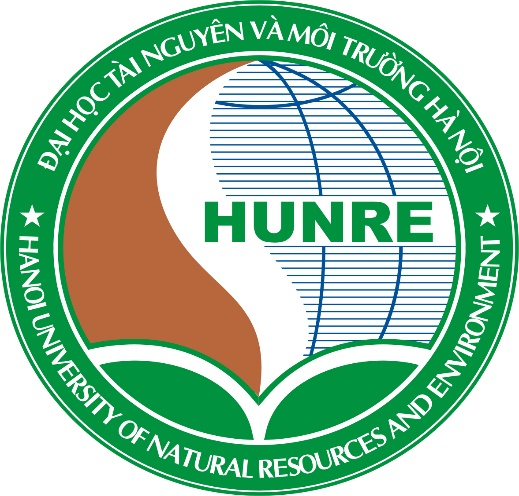 ĐẠI HỌC TÀI NGUYÊN VÀ MÔI TRƯỜNG HÀ NỘI
HUNRE
HANOI UNIVERSITY OF NATURAL RESOURCES AND ENVIRONMENT